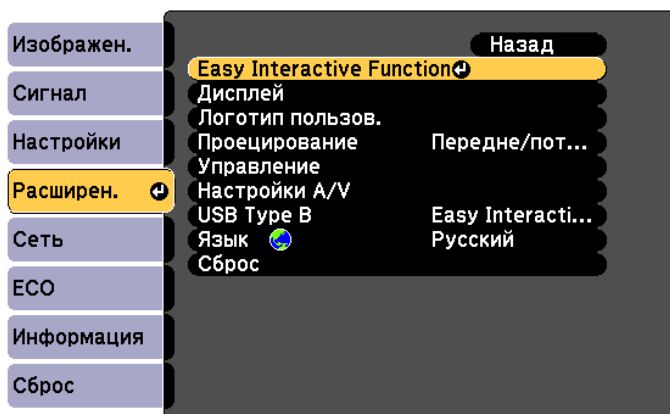 Изображен.
Сигнал
Настройки
Расширен.
Сеть
ECO
Информация
Сброс
Назад
Easy Interactive Function
Дисплей
Логотип пользов.
Проецирование Передне/пот...
Управление
Настройки A/V
USB Type B Easy Interacti...
Язык Русский
Сброс